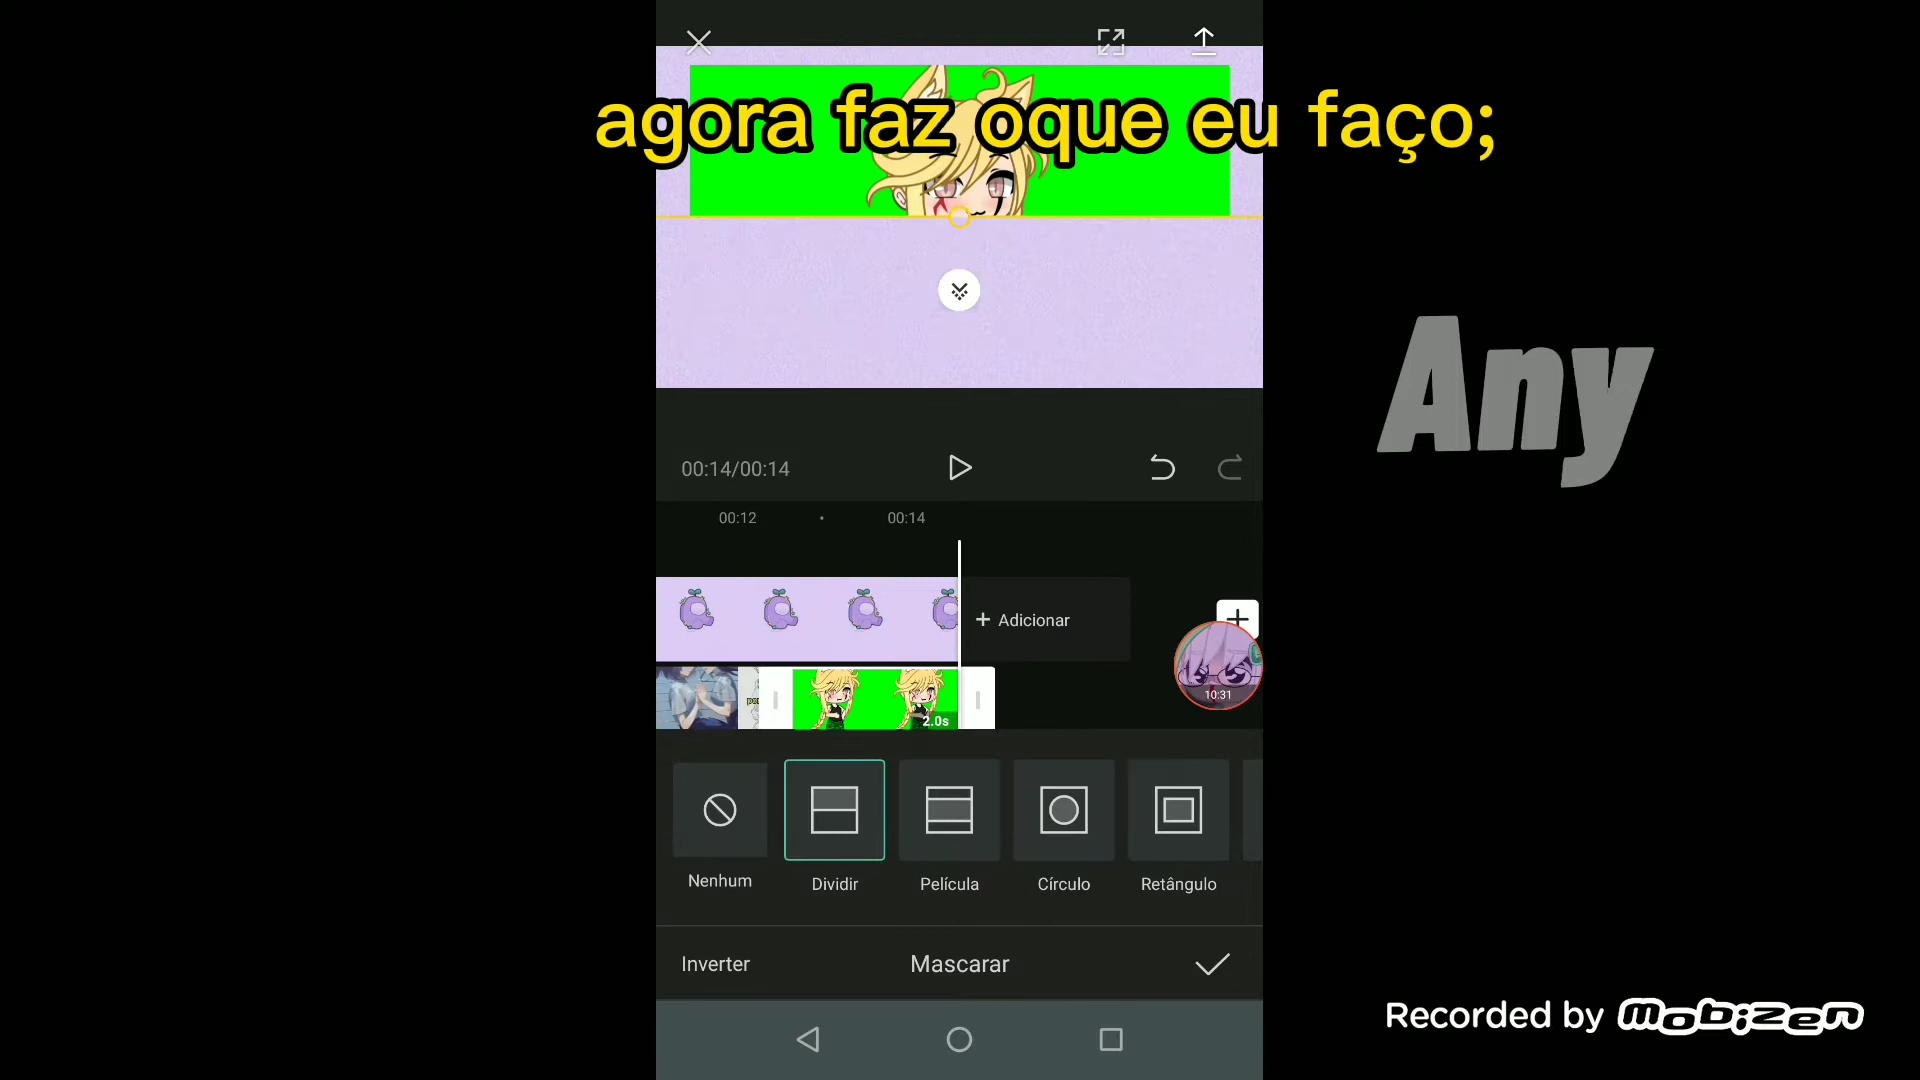 agora faz oque eu faço;
Any
00:14/00:14
00:12
00:14
+ Adicionar
10:31
2.0s
Nenhum
Dividir
Película
Círculo
Retângulo
Inverter
Mascarar
Recorded by mobizen